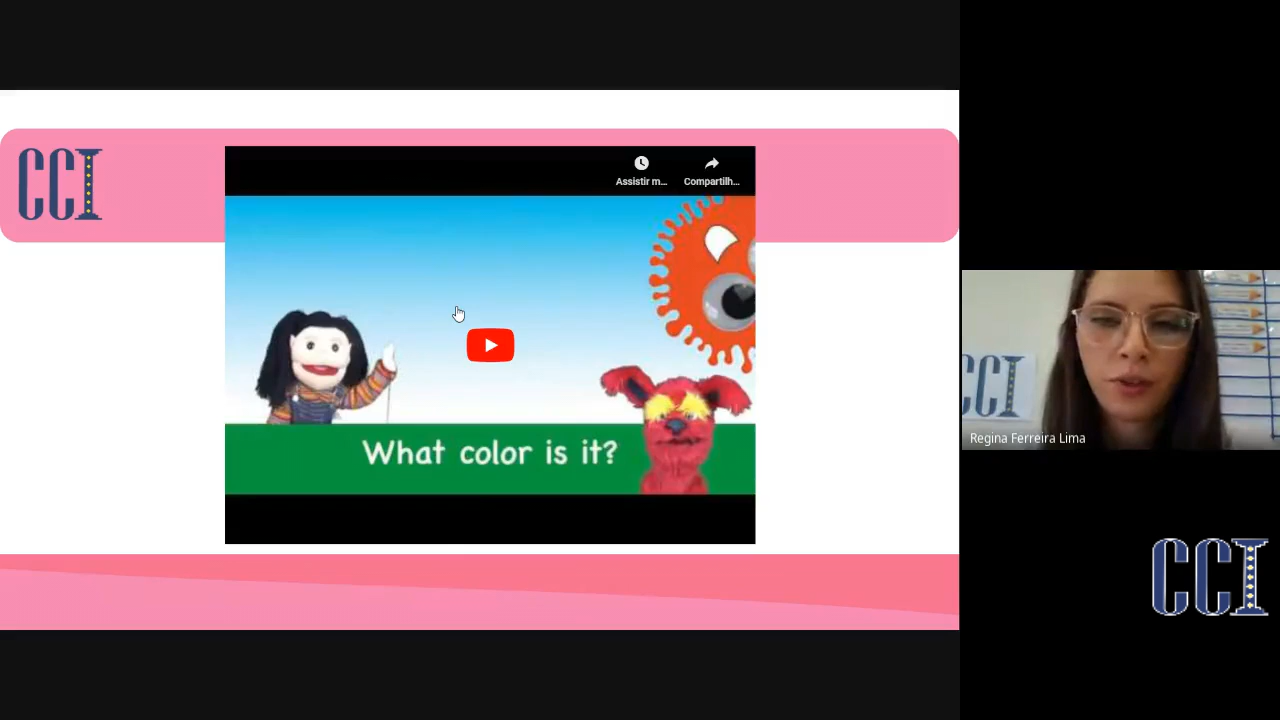 CCI
Assistir m...
Compartilh...
What color is it?
CCI
Regina Ferreira Lima
CCI